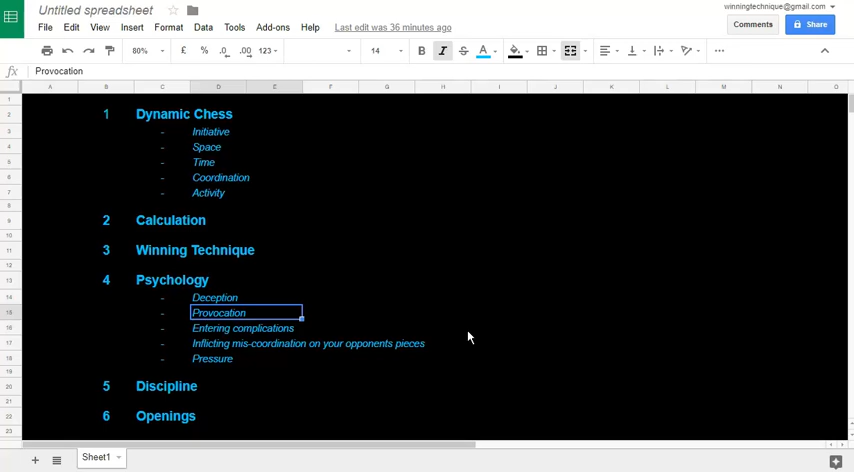 Untitled spreadsheet
winningtechnique@gmail.com
File Edit View Insert Format Data Tools Add-ons Help Last edit was 36 minutes ago
Comments Share
80% £ % .0 .00 123 14 B I S A
fx Provocation
A B C D E F G H I J K L M N O
1
2 1 Dynamic Chess
3 - Initiative
4 - Space
5 - Time
6 - Coordination
7 - Activity
8
9 2 Calculation
10
11 3 Winning Technique
12
13 4 Psychology
14 - Deception
15 - Provocation
16 - Entering complications
17 - Inflicting mis-coordination on your opponents pieces
18 - Pressure
19
20 5 Discipline
21
22 6 Openings
23
+ Sheet1